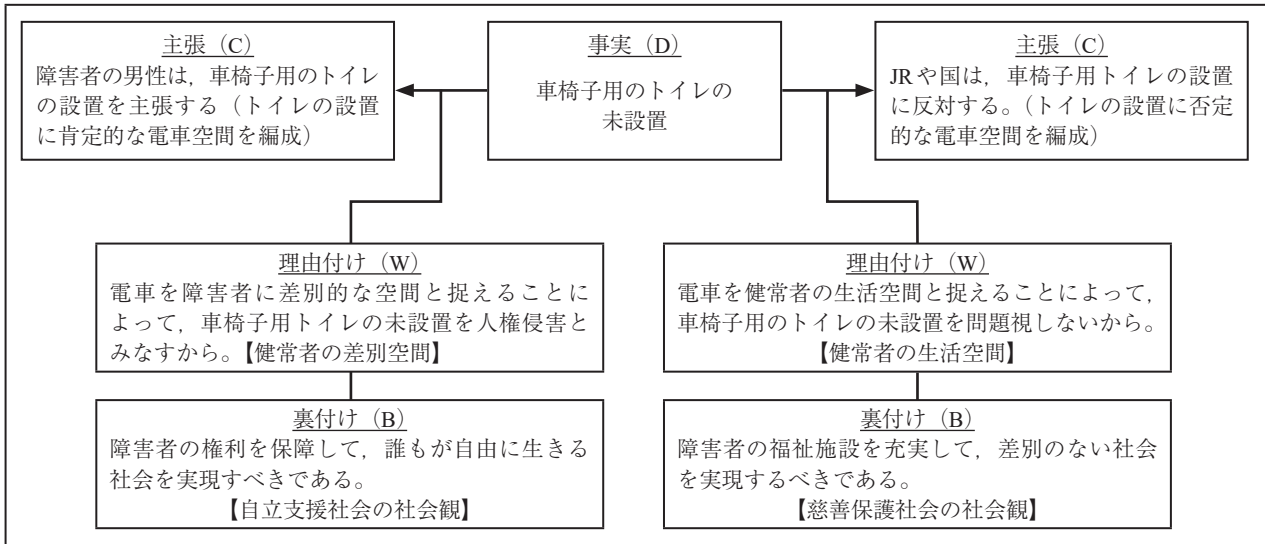 主張（C）
障害者の男性は，車椅子用のトイレ
の設置を主張する（トイレの設置
に肯定的な電車空間を編成）
事実（D）
車椅子用のトイレの
未設置
主張（C）
JRや国は，車椅子用トイレの設置
に反対する。（トイレの設置に否定
的な電車空間を編成）
理由付け（W）
電車を障害者に差別的な空間と捉えることに
よって，車椅子用トイレの未設置を人権侵害と
みなすから。【健常者の差別空間】
理由付け（W）
電車を健常者の生活空間と捉えることによって，
車椅子用のトイレの未設置を問題視しないから。
【健常者の生活空間】
裏付け（B）
障害者の権利を保障して，誰もが自由に生きる
社会を実現すべきである。
【自立支援社会の社会観】
裏付け（B）
障害者の福祉施設を充実して，差別のない社会
を実現するべきである。
【慈善保護社会の社会観】